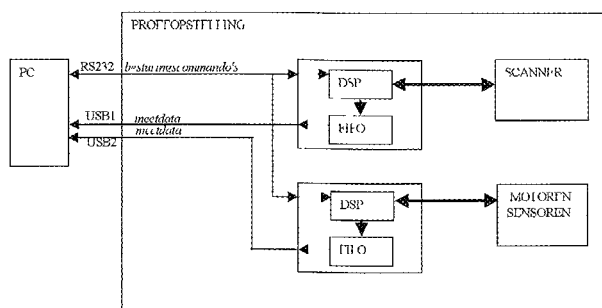 PROEFOPSTELLING
PC
RS232
besturingscommando's
USB1
meetdata
meetdata
USB2
DSP
FIFO
SCANNER
DSP
FIFO
MOTOREN
SENSOREN